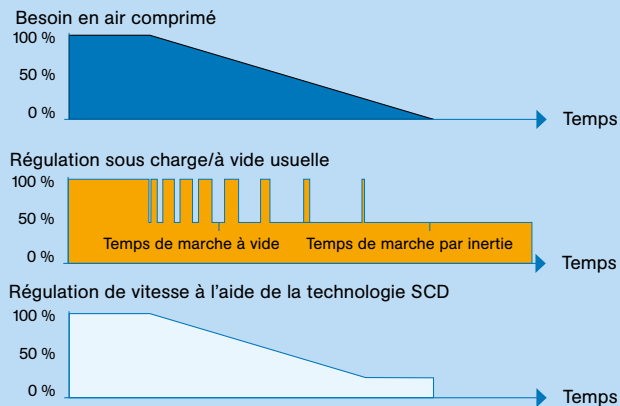 Besoin en air comprimé
100 %
50 %
0 %
Temps
Régulation sous charge/à vide usuelle
100 %
50 %
Temps de marche à vide
Temps de marche par inertie
0 %
Temps
Régulation de vitesse à l’aide de la technologie SCD
100 %
50 %
0 %
Temps